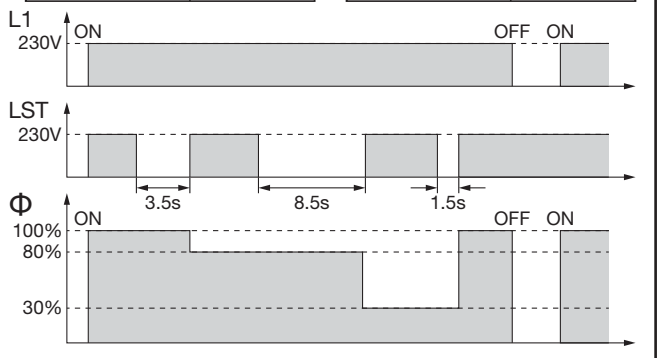 L1
ON OFF ON
230V
LST
230V
3.5s 8.5s 1.5s
Φ
ON OFF ON
100%
80%
30%